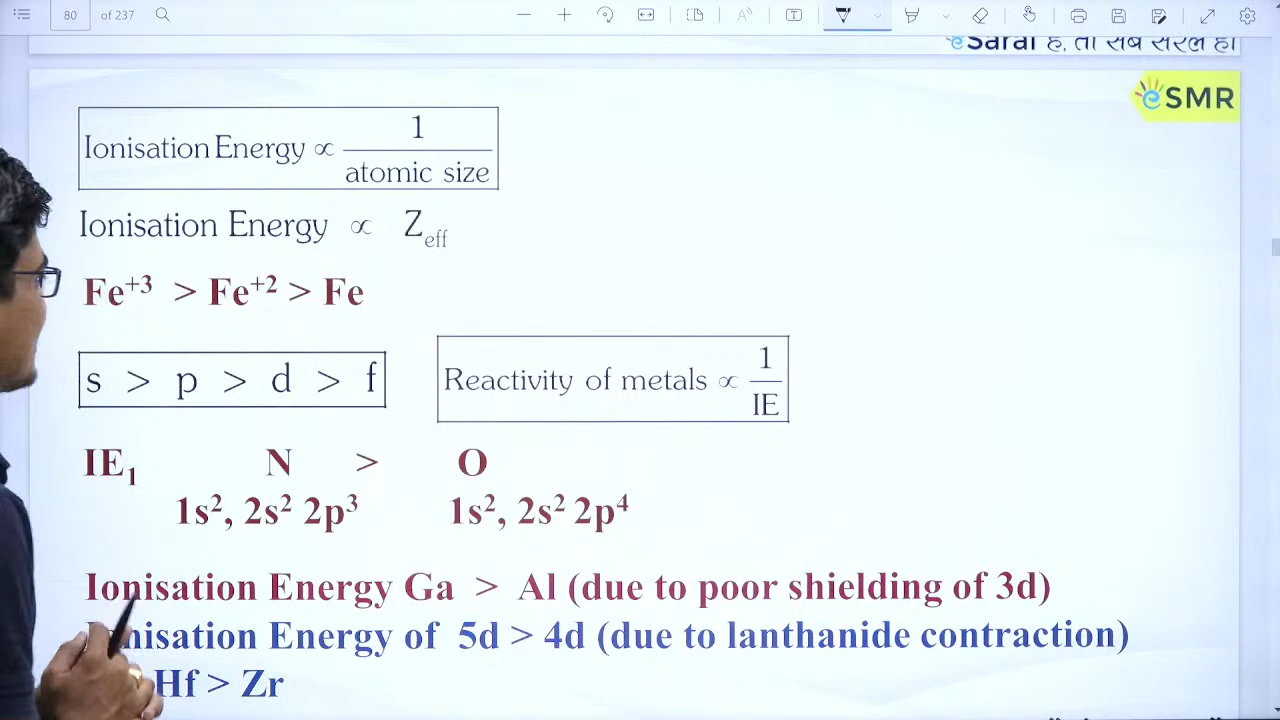 80 of 237
eSaral है, तो सब सरल है।
eSMR
Ionisation Energy ∝ 1/atomic size
Ionisation Energy ∝ Z_eff
Fe⁺³ > Fe⁺² > Fe
s > p > d > f
Reactivity of metals ∝ 1/IE
IE₁ N > O
1s², 2s² 2p³ 1s², 2s² 2p⁴
Ionisation Energy Ga > Al (due to poor shielding of 3d)
nisation Energy of 5d > 4d (due to lanthanide contraction)
Hf > Zr